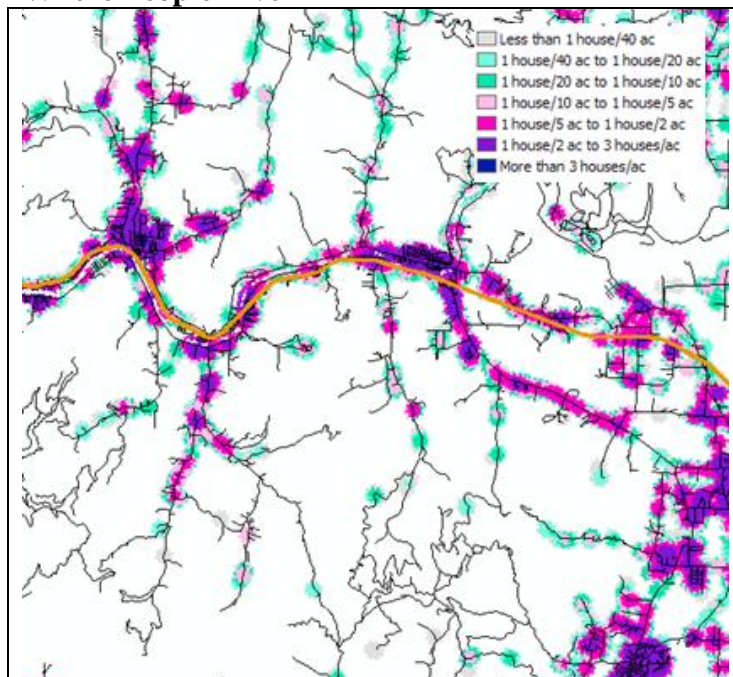 Less than 1 house/40 ac
1 house/40 ac to 1 house/20 ac
1 house/20 ac to 1 house/10 ac
1 house/10 ac to 1 house/5 ac
1 house/5 ac to 1 house/2 ac
1 house/2 ac to 3 houses/ac
More than 3 houses/ac